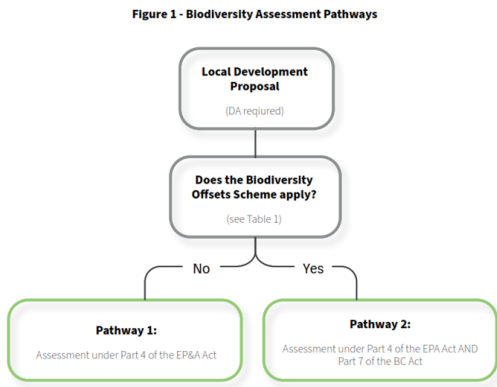 Figure 1 - Biodiversity Assessment Pathways
Local Development
Proposal
(DA reqiured)
Does the Biodiversity
Offsets Scheme apply?
(see Table 1)
No
Yes
Pathway 1:
Assessment under Part 4 of the EP&A Act
Pathway 2:
Assessment under Part 4 of the EPA Act AND
Part 7 of the BC Act